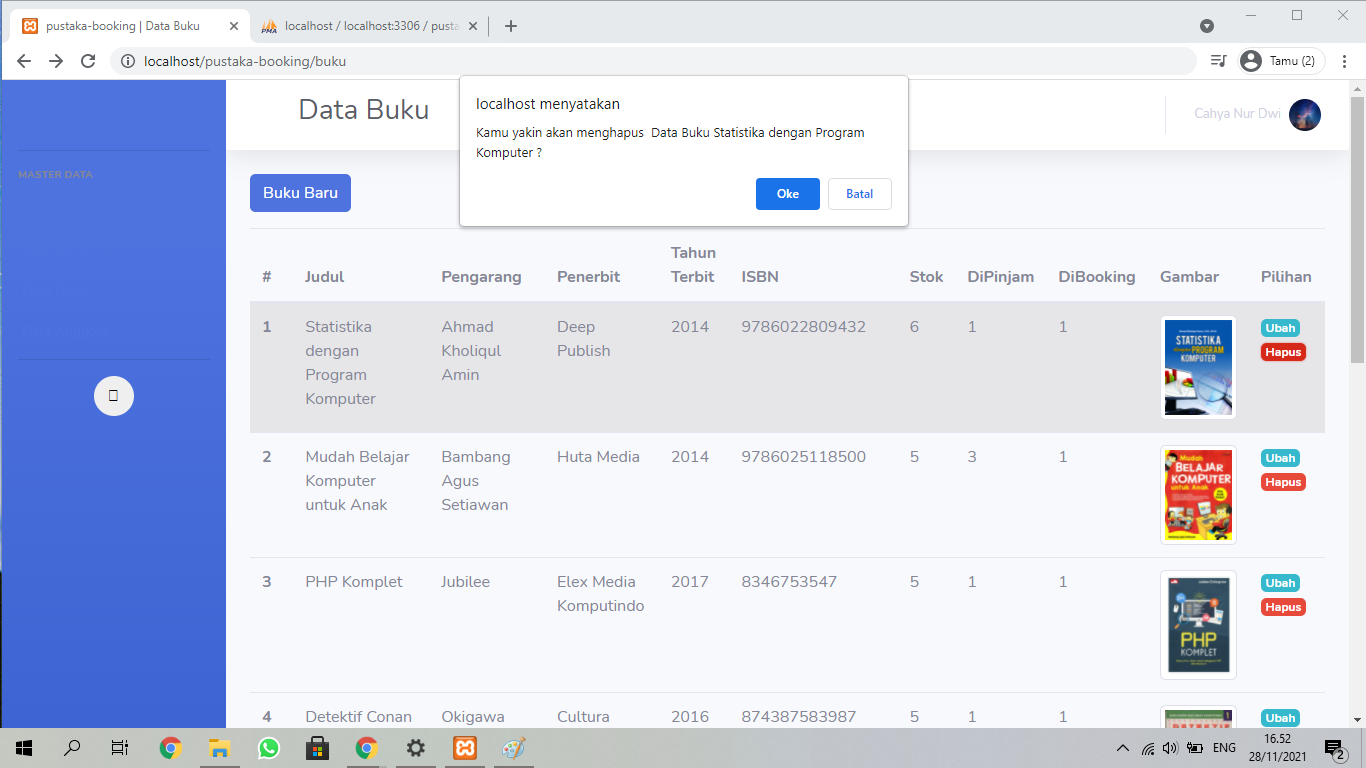 pustaka-booking | Data Buku
localhost / localhost:3306 / pusta
localhost/pustaka-booking/buku
Tamu (2)
Data Buku
localhost menyatakan
Kamu yakin akan menghapus Data Buku Statistika dengan Program
Komputer ?
Oke
Batal
Cahya Nur Dwi
MASTER DATA
Buku Baru
# Judul Pengarang Penerbit Tahun Terbit ISBN Stok DiPinjam DiBooking Gambar Pilihan
1 Statistika Ahmad Deep 2014 9786022809432 6 1 1 Ubah
dengan Kholiqul Publish Hapus
Program Amin
Komputer
STATISTIKA
PROGRAM
KOMPUTER
2 Mudah Belajar Bambang Huta Media 2014 9786025118500 5 3 1 Ubah
Komputer Agus Hapus
untuk Anak Setiawan
Mudah
BELAJAR
KOMPUTER
untuk Anak
3 PHP Komplet Jubilee Elex Media 2017 8346753547 5 1 1 Ubah
Komputindo Hapus
PHP
KOMPLET
4 Detektif Conan Okigawa Cultura 2016 874387583987 5 1 1 Ubah
ENG
16.52
28/11/2021
2